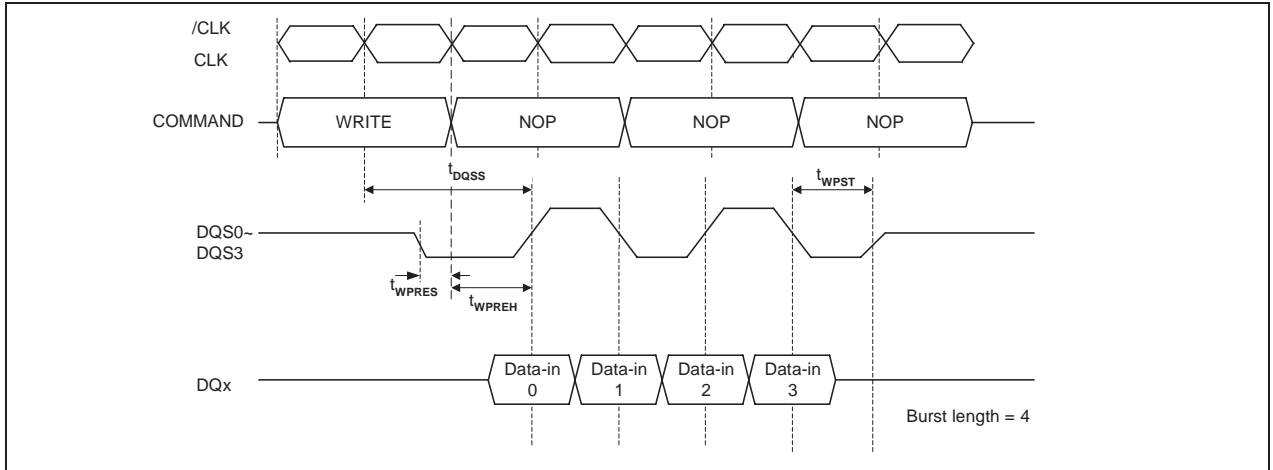 /CLK
CLK
COMMAND WRITE NOP NOP NOP
tDQSS tWPST
DQS0~
DQS3
tWPRES tWPREH
Data-in Data-in Data-in Data-in
DQx 0 1 2 3
Burst length = 4